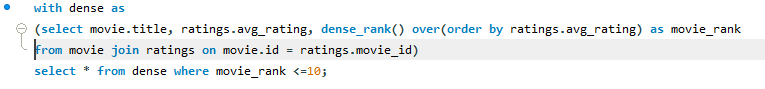 with dense as
(select movie.title, ratings.avg_rating, dense_rank() over(order by ratings.avg_rating) as movie_rank
from movie join ratings on movie.id = ratings.movie_id)
select * from dense where movie_rank <=10;